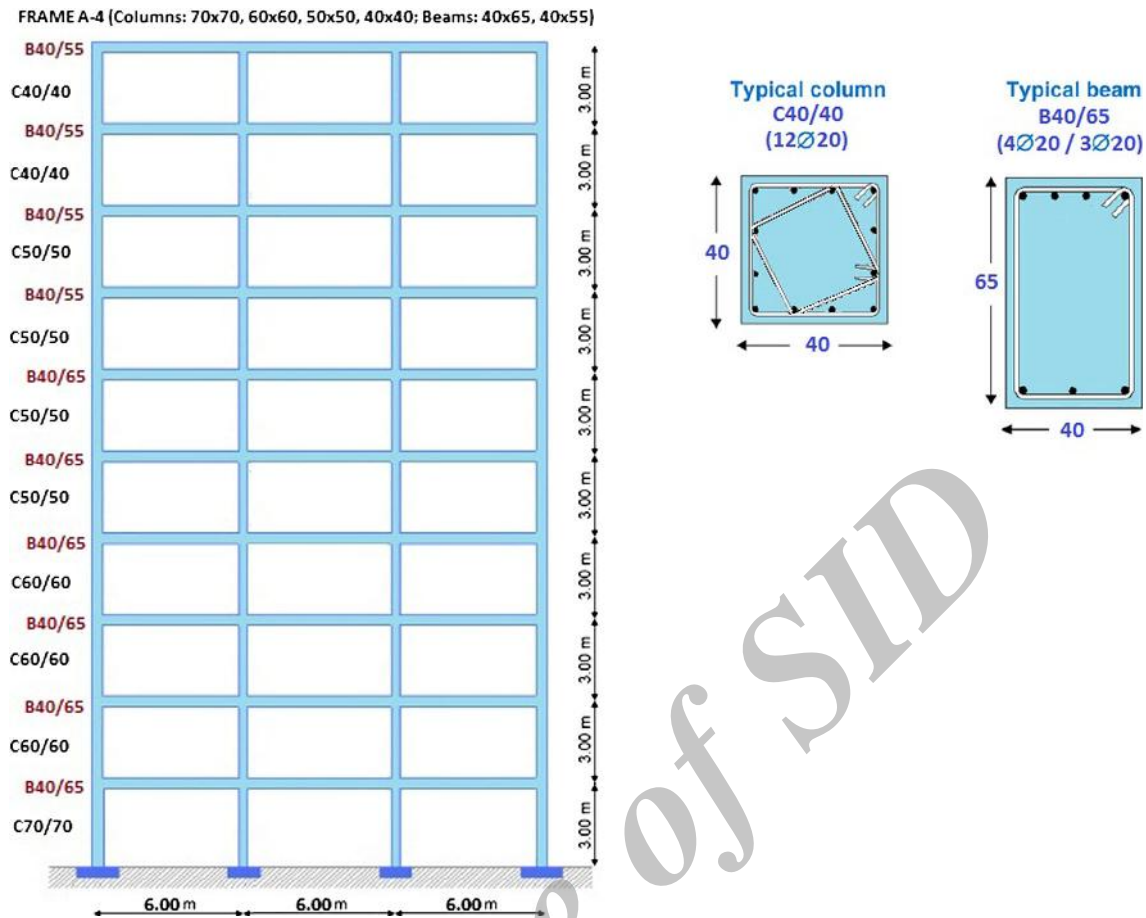 FRAME A-4 (Columns: 70x70, 60x60, 50x50, 40x40; Beams: 40x65, 40x55)
B40/55
C40/40
B40/55
C40/40
B40/55
C50/50
B40/55
C50/50
B40/65
C50/50
B40/65
C50/50
B40/65
C60/60
B40/65
C60/60
B40/65
C60/60
B40/65
C70/70
3.00 m
3.00 m
3.00 m
3.00 m
3.00 m
3.00 m
3.00 m
3.00 m
3.00 m
3.00 m
6.00 m
6.00 m
6.00 m
Typical column
C40/40
(12Ø20)
40
40
Typical beam
B40/65
(4Ø20 / 3Ø20)
65
40
of SID